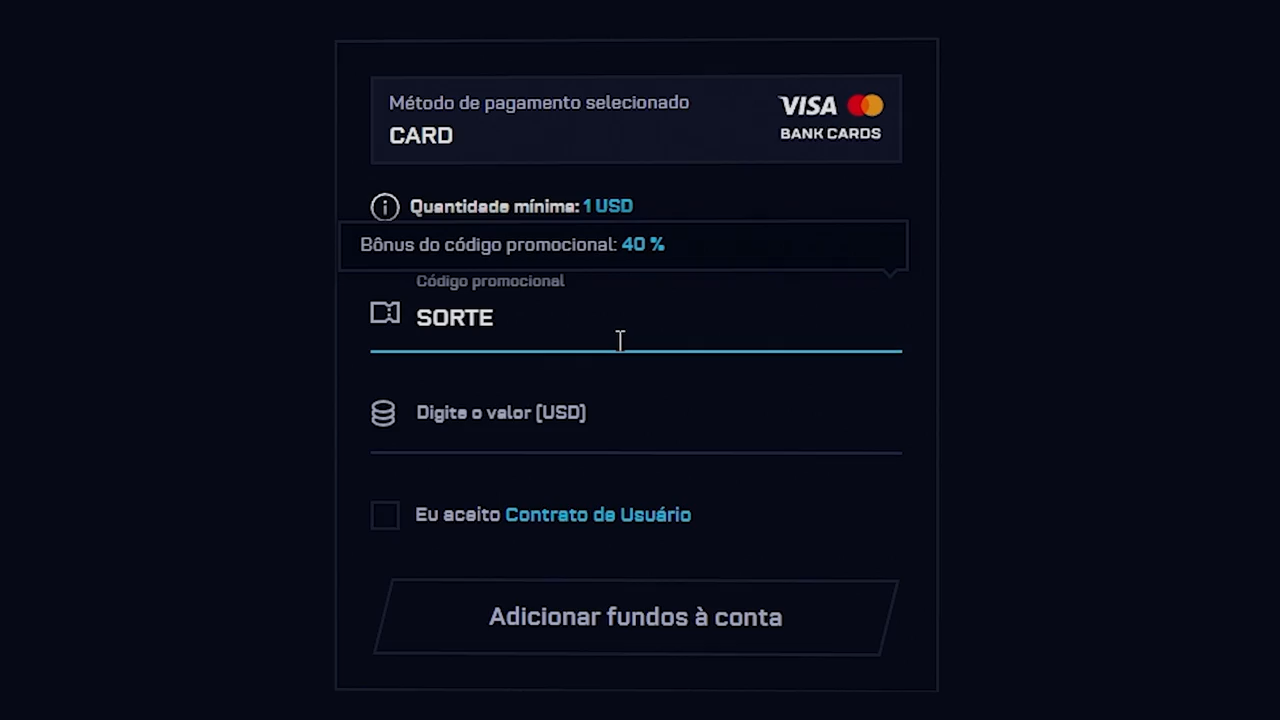 Método de pagamento selecionado
CARD
VISA
BANK CARDS
Quantidade mínima: 1 USD
Bônus do código promocional: 40 %
Código promocional
SORTE
Digite o valor (USD)
Eu aceito Contrato de Usuário
Adicionar fundos à conta